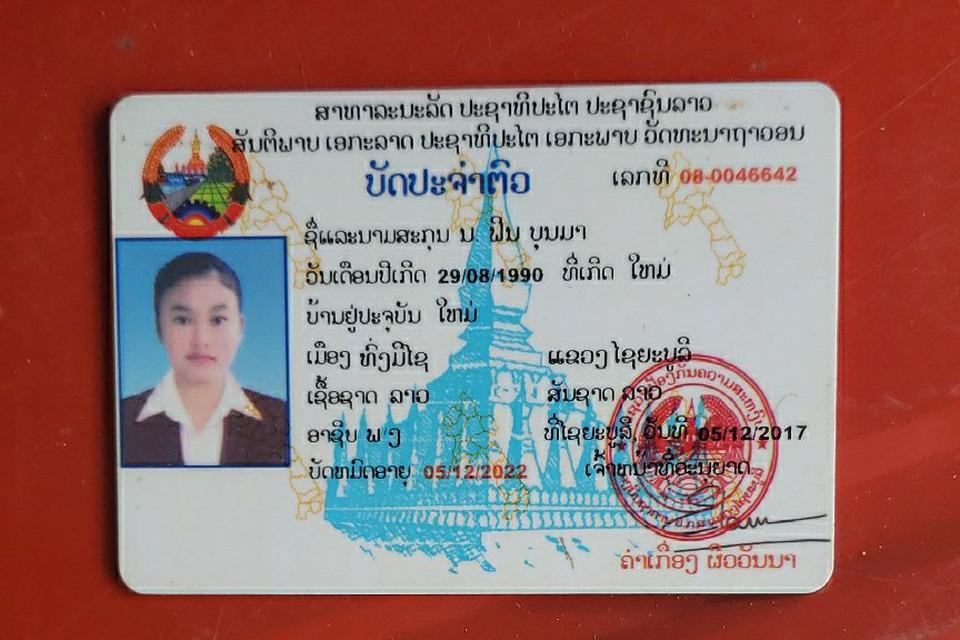 ສາທາລະນະລັດ ປະຊາທິປະໄຕ ປະຊາຊົນລາວ
ສັນຕິພາບ ເອກະລາດ ປະຊາທິປະໄຕ ເອກະພາບ ວັດທະນາຖາວອນ
ບັດປະຈຳຕົວ ເລກທີ 08-0046642
ຊື່ແລະນາມສະກຸນ ນ. ຟິນ ບຸນມາ
ວັນເດືອນປີເກີດ 29/08/1990 ທີ່ເກີດ ໃຫມ່
ບ້ານຢູ່ປະຈຸບັນ ໃຫມ່
ເມືອງ ທົ່ງມີໄຊ ແຂວງ ໄຊຍະບູລີ
ເຊື້ອຊາດ ລາວ ສັນຊາດ ລາວ
ອາຊີບ ພ ງ ທີ່ໄຊຍະບູລີ, ວັນທີ 05/12/2017
ບັດຫມົດອາຍຸ 05/12/2022 ເຈົ້າຫນ້າທີ່ອະນຸຍາດ
ຄໍາເກື່ອງ ຜິວວັນນາ